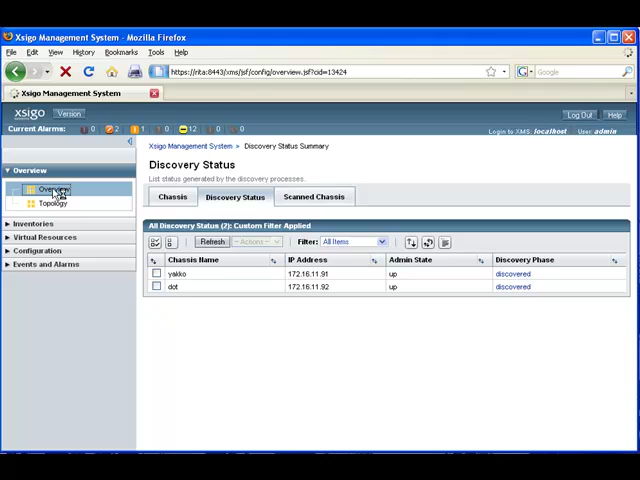 Xsigo Management System - Mozilla Firefox
File Edit View History Bookmarks Tools Help
https://rita:8443/xms/jsf/config/overview.jsf?cid=13424
Google
Xsigo Management System
xsigo Version
Log Out Help
Current Alarms: 0 2 1 12 0 0
Login to XMS: localhost User: admin
Xsigo Management System > Discovery Status Summary
Overview
Discovery Status
List status generated by the discovery processes.
Overview
Topology
Chassis Discovery Status Scanned Chassis
Inventories
Virtual Resources
Configuration
Events and Alarms
All Discovery Status (2): Custom Filter Applied
Refresh -- Actions -- Filter: All Items
Chassis Name IP Address Admin State Discovery Phase
yakko 172.16.11.91 up discovered
dot 172.16.11.92 up discovered